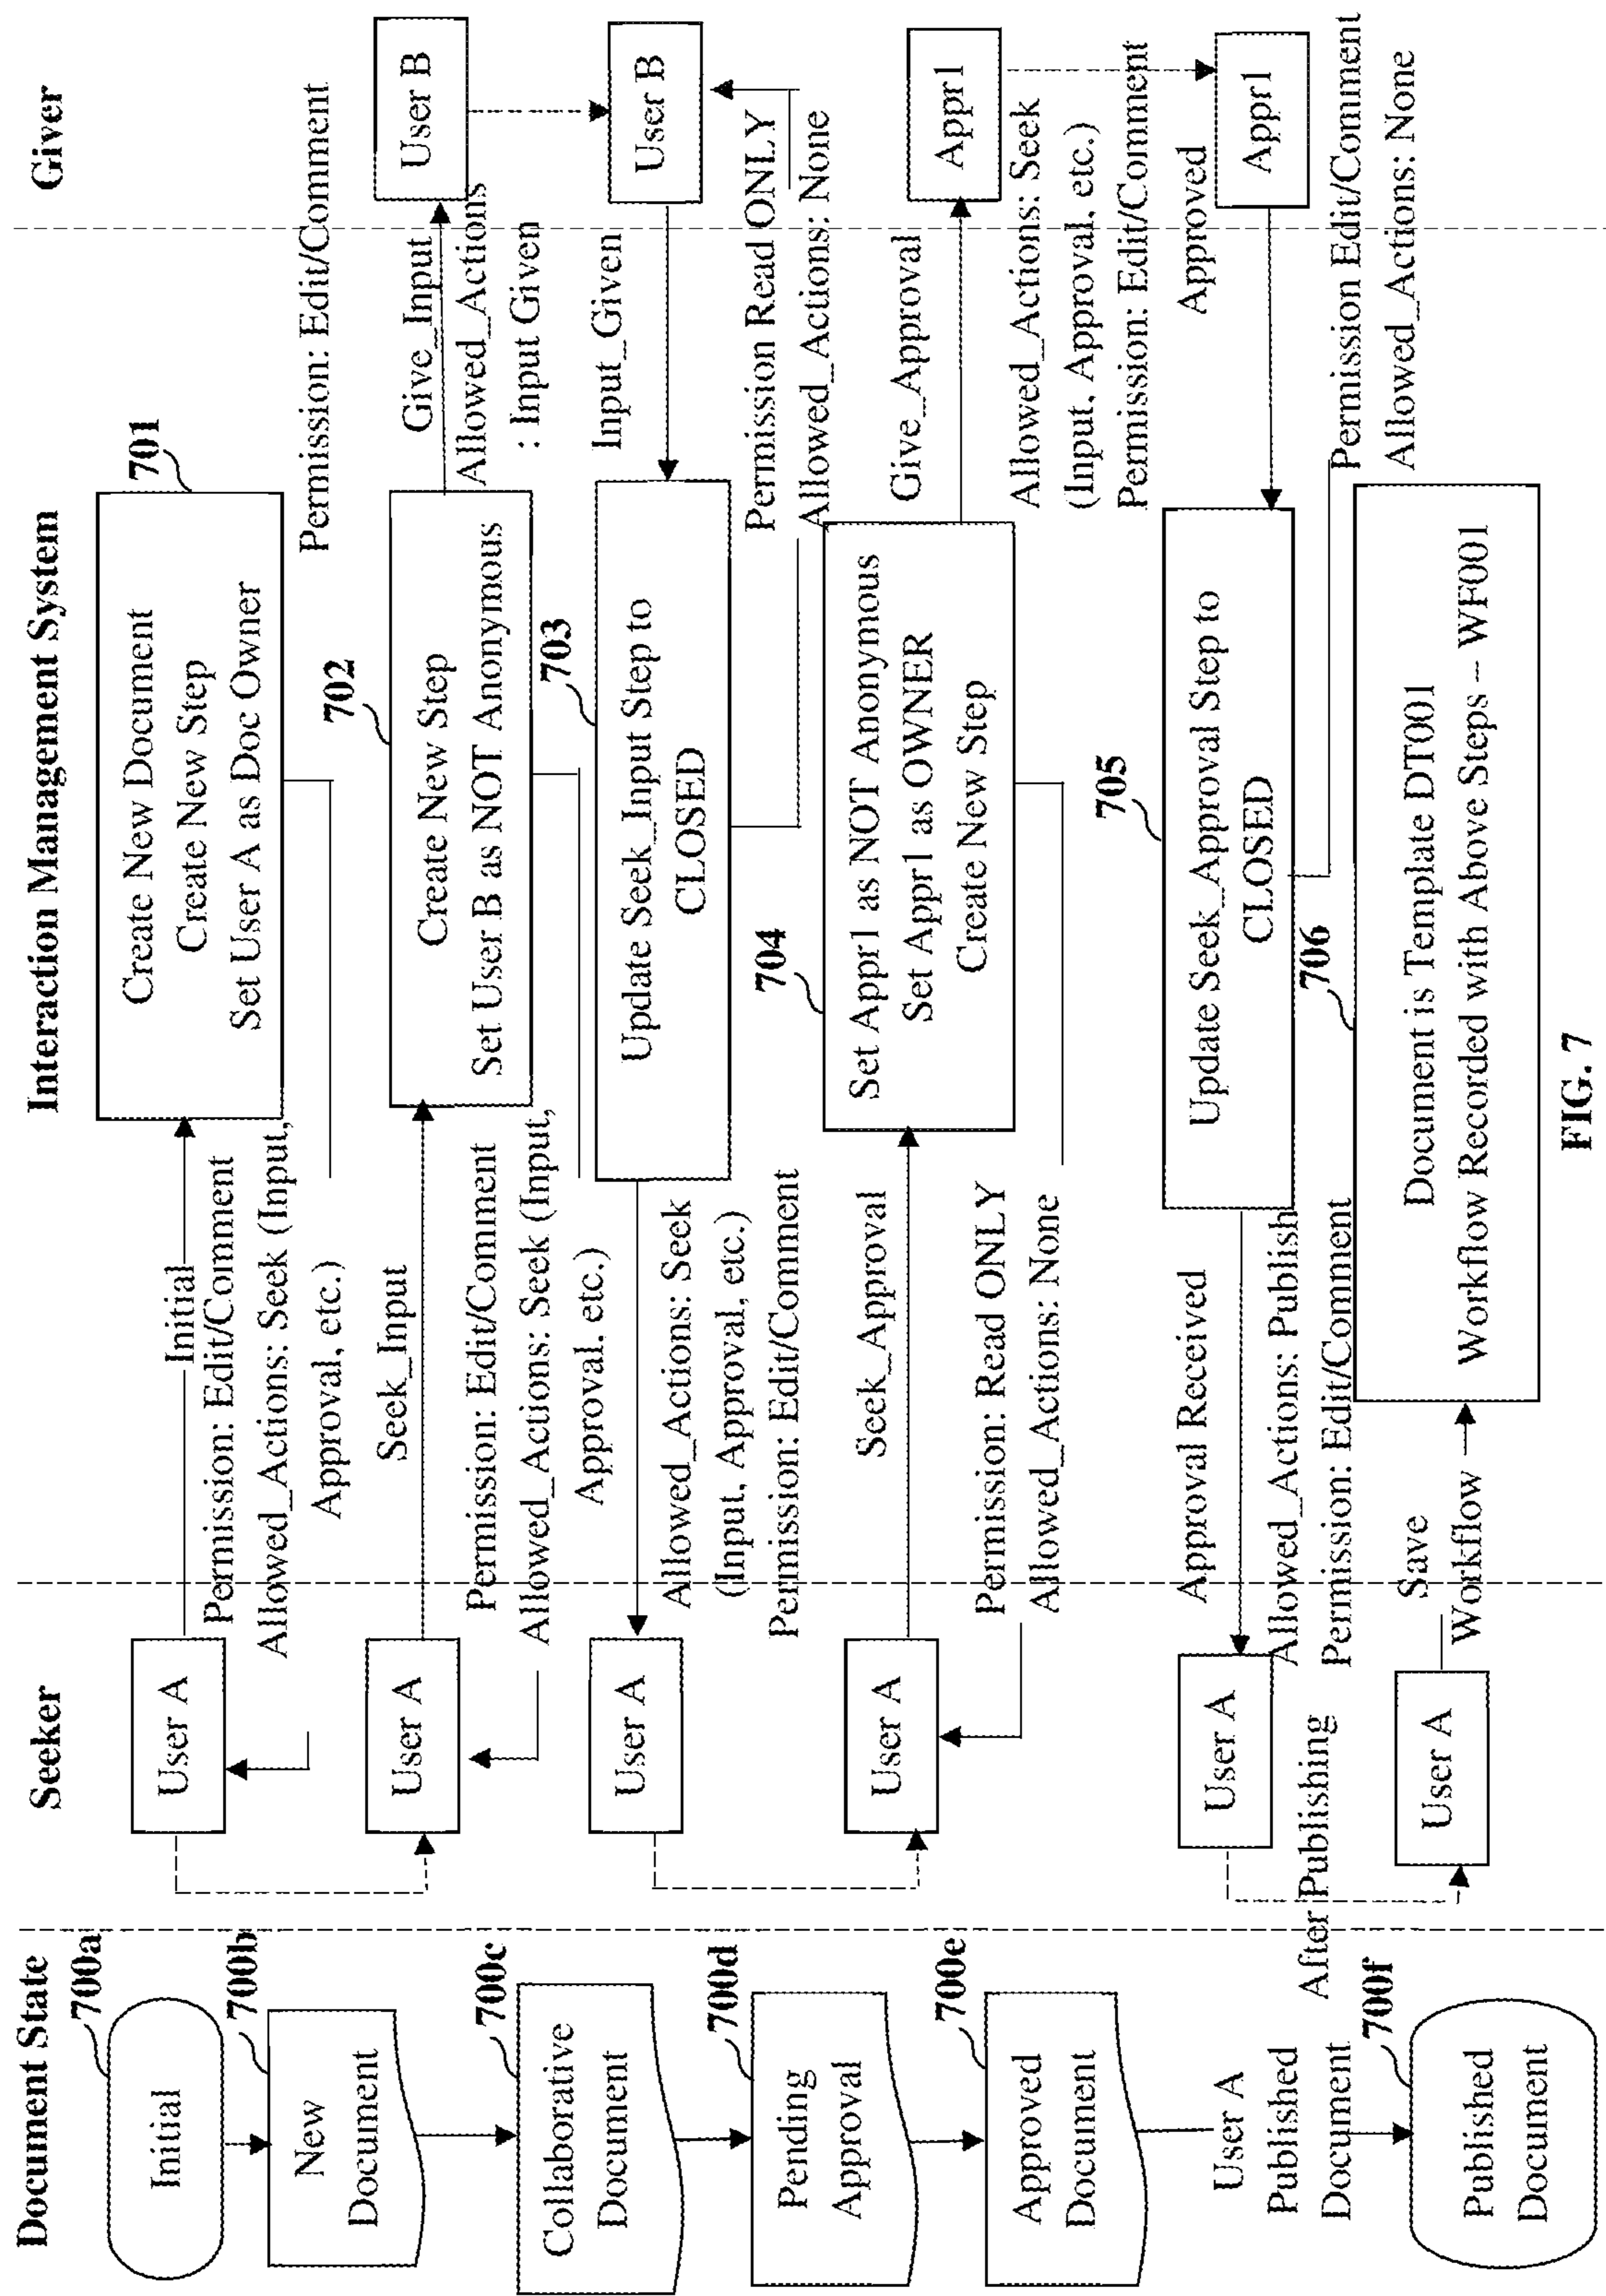 Document State
Seeker
Interaction Management System
Giver
700a
Initial
700b
New
Document
700c
Collaborative
Document
700d
Pending
Approval
700e
Approved
Document
User A
Published
Document
700f
Published
Document
User A
Initial
Permission: Edit/Comment
Allowed_Actions: Seek (Input,
Approval, etc.)
701
Create New Document
Create New Step
Set User A as Doc Owner
User A
Seek_Input
Permission: Edit/Comment
Allowed_Actions: Seek (Input,
Approval, etc.)
702
Create New Step
Set User B as NOT Anonymous
Permission: Edit/Comment
Give_Input
Allowed_Actions
: Input Given
User B
User A
Allowed_Actions: Seek
(Input, Approval, etc.)
Permission: Edit/Comment
703
Update Seek_Input Step to
CLOSED
Input_Given
User B
Permission Read ONLY
Allowed_Actions: None
User A
Seek_Approval
Permission: Read ONLY
Allowed_Actions: None
704
Set Appr1 as NOT Anonymous
Set Appr1 as OWNER
Create New Step
Give_Approval
Appr1
Allowed_Actions: Seek
(Input, Approval, etc.)
Permission: Edit/Comment
User A
Approval Received
Allowed_Actions: Publish
Permission: Edit/Comment
705
Update Seek_Approval Step to
CLOSED
Approved
Appr1
Permission Edit/Comment
Allowed_Actions: None
After Publishing
User A
Save
Workflow
706
Document is Template DT001
Workflow Recorded with Above Steps – WF001
FIG. 7